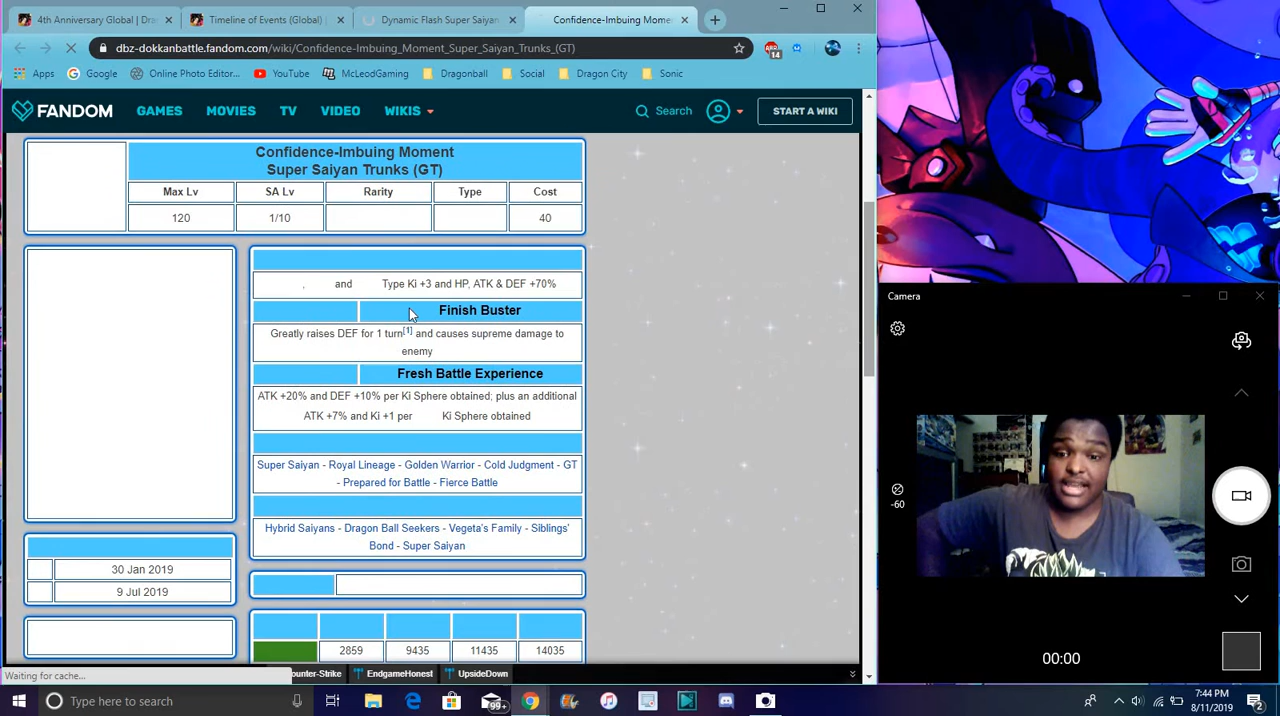 4th Anniversary Global | Dra
Timeline of Events (Global) |
Dynamic Flash Super Saiyan
Confidence-Imbuing Mome
dbz-dokkanbattle.fandom.com/wiki/Confidence-Imbuing_Moment_Super_Saiyan_Trunks_(GT)
14
Apps
Google
Online Photo Editor...
YouTube
McLeodGaming
Dragonball
Social
Dragon City
Sonic
FANDOM
GAMES
MOVIES
TV
VIDEO
WIKIS
Search
START A WIKI
Confidence-Imbuing Moment
Super Saiyan Trunks (GT)
Max Lv
SA Lv
Rarity
Type
Cost
120
1/10
40
, and Type Ki +3 and HP, ATK & DEF +70%
Finish Buster
Greatly raises DEF for 1 turn[1] and causes supreme damage to
enemy
Fresh Battle Experience
ATK +20% and DEF +10% per Ki Sphere obtained; plus an additional
ATK +7% and Ki +1 per Ki Sphere obtained
Super Saiyan - Royal Lineage - Golden Warrior - Cold Judgment - GT
- Prepared for Battle - Fierce Battle
Hybrid Saiyans - Dragon Ball Seekers - Vegeta's Family - Siblings'
Bond - Super Saiyan
30 Jan 2019
9 Jul 2019
2859
9435
11435
14035
Waiting for cache...
ounter-Strike
EndgameHonest
UpsideDown
Camera
-60
00:00
Type here to search
99+
7:44 PM
8/11/2019
2